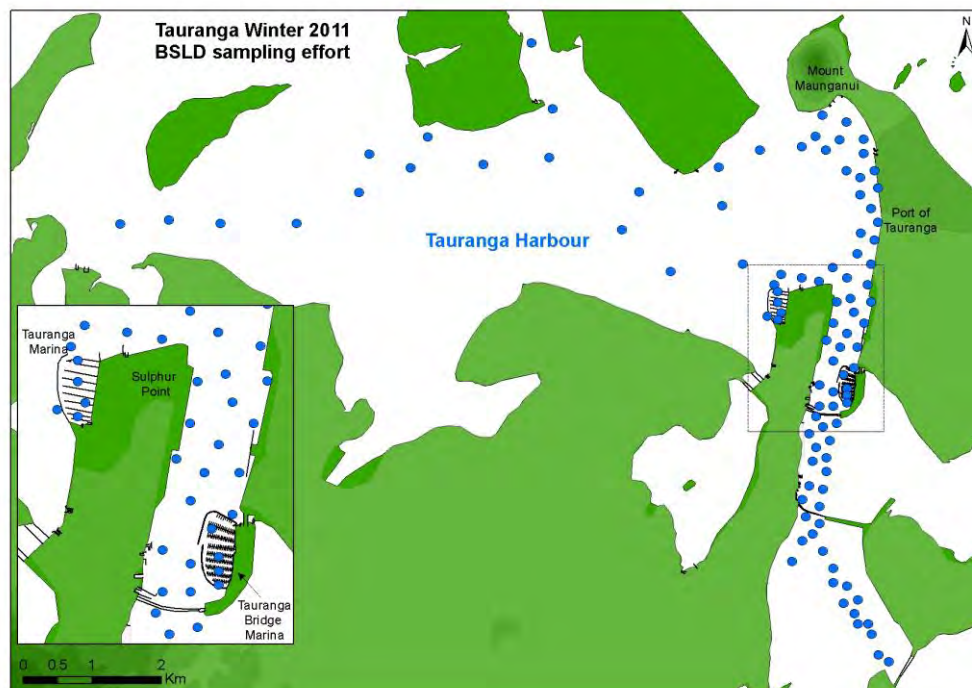 Tauranga Winter 2011
BSLD sampling effort
N
Mount
Maunganui
Port of
Tauranga
Tauranga Harbour
Tauranga
Marina
Sulphur
Point
Tauranga
Bridge
Marina
0 0.5 1 2
Km